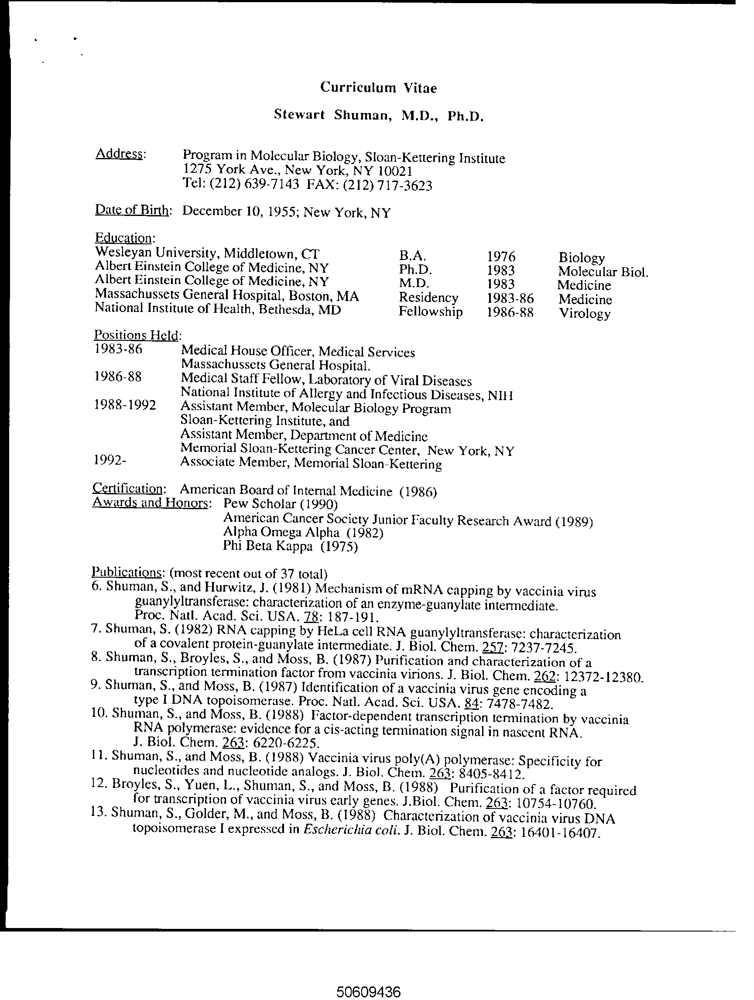 Curriculum Vitae
Stewart Shuman, M.D., Ph.D.
Address: Program in Molecular Biology, Sloan-Kettering Institute
1275 York Ave., New York, NY 10021
Tel: (212) 639-7143 FAX: (212) 717-3623
Date of Birth: December 10, 1955; New York, NY
Education:
Wesleyan University, Middletown, CT B.A. 1976 Biology
Albert Einstein College of Medicine, NY Ph.D. 1983 Molecular Biol.
Albert Einstein College of Medicine, NY M.D. 1983 Medicine
Massachussets General Hospital, Boston, MA Residency 1983-86 Medicine
National Institute of Health, Bethesda, MD Fellowship 1986-88 Virology
Positions Held:
1983-86 Medical House Officer, Medical Services
Massachussets General Hospital.
1986-88 Medical Staff Fellow, Laboratory of Viral Diseases
National Institute of Allergy and Infectious Diseases, NIH
1988-1992 Assistant Member, Molecular Biology Program
Sloan-Kettering Institute, and
Assistant Member, Department of Medicine
Memorial Sloan-Kettering Cancer Center, New York, NY
1992- Associate Member, Memorial Sloan-Kettering
Certification: American Board of Internal Medicine (1986)
Awards and Honors: Pew Scholar (1990)
American Cancer Society Junior Faculty Research Award (1989)
Alpha Omega Alpha (1982)
Phi Beta Kappa (1975)
Publications: (most recent out of 37 total)
6. Shuman, S., and Hurwitz, J. (1981) Mechanism of mRNA capping by vaccinia virus
guanylyltransferase: characterization of an enzyme-guanylate intermediate.
Proc. Natl. Acad. Sci. USA. 78: 187-191.
7. Shuman, S. (1982) RNA capping by HeLa cell RNA guanylyltransferase: characterization
of a covalent protein-guanylate intermediate. J. Biol. Chem. 257: 7237-7245.
8. Shuman, S., Broyles, S., and Moss, B. (1987) Purification and characterization of a
transcription termination factor from vaccinia virions. J. Biol. Chem. 262: 12372-12380.
9. Shuman, S., and Moss, B. (1987) Identification of a vaccinia virus gene encoding a
type I DNA topoisomerase. Proc. Natl. Acad. Sci. USA. 84: 7478-7482.
10. Shuman, S., and Moss, B. (1988) Factor-dependent transcription termination by vaccinia
RNA polymerase: evidence for a cis-acting termination signal in nascent RNA.
J. Biol. Chem. 263: 6220-6225.
11. Shuman, S., and Moss, B. (1988) Vaccinia virus poly(A) polymerase: Specificity for
nucleotides and nucleotide analogs. J. Biol. Chem. 263: 8405-8412.
12. Broyles, S., Yuen, L., Shuman, S., and Moss, B. (1988) Purification of a factor required
for transcription of vaccinia virus early genes. J.Biol. Chem. 263: 10754-10760.
13. Shuman, S., Golder, M., and Moss, B. (1988) Characterization of vaccinia virus DNA
topoisomerase I expressed in Escherichia coli. J. Biol. Chem. 263: 16401-16407.
50609436